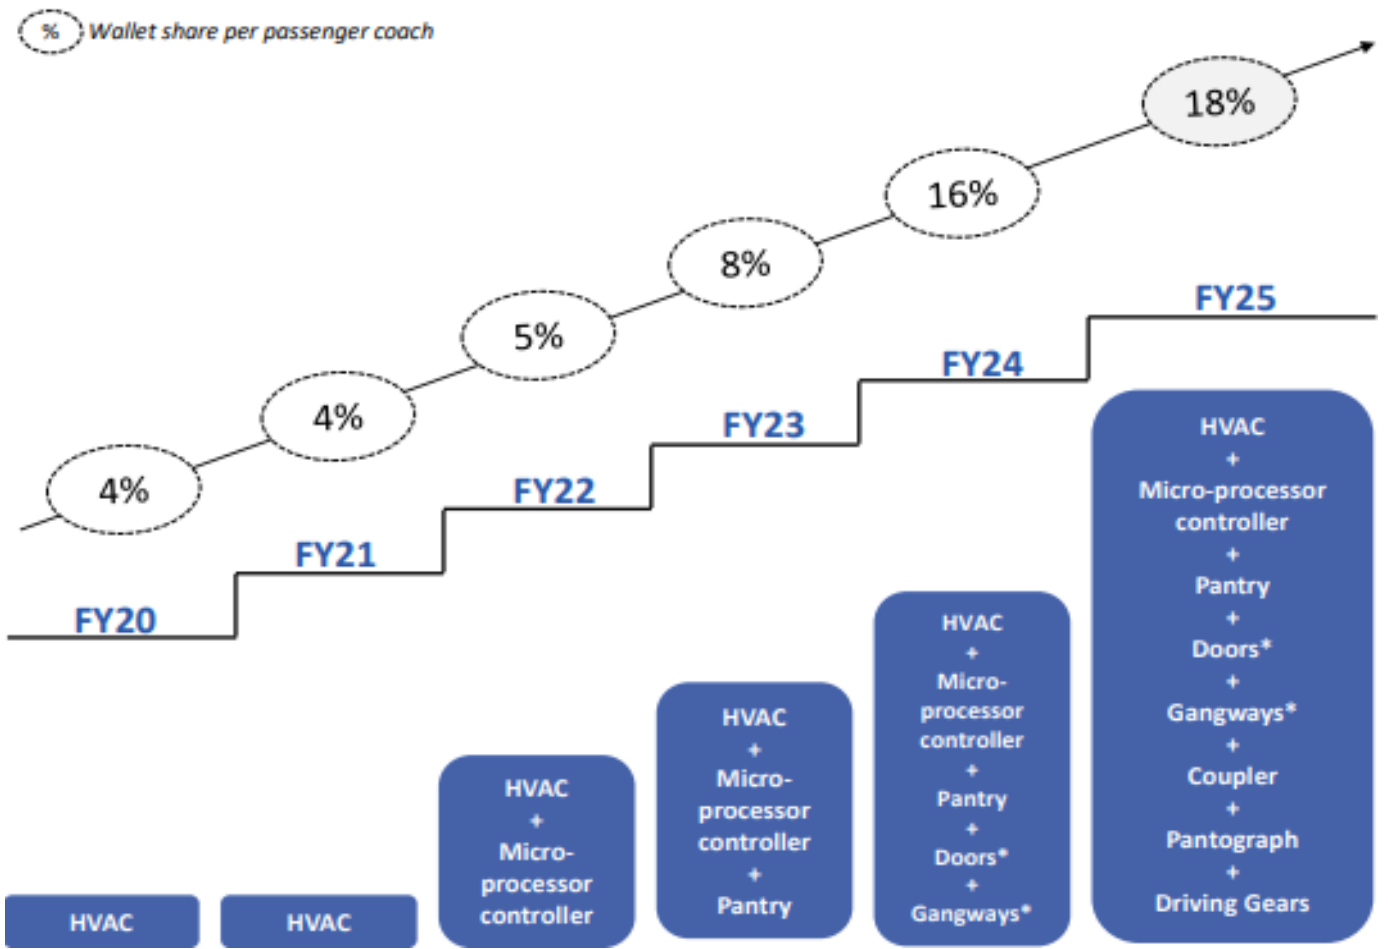 % Wallet share per passenger coach
18%
16%
8%
5%
4%
4%
FY25
FY24
FY23
FY22
FY21
FY20
HVAC
HVAC
HVAC
+
Micro-
processor
controller
HVAC
+
Micro-
processor
controller
+
Pantry
HVAC
+
Micro-
processor
controller
+
Pantry
+
Doors*
+
Gangways*
HVAC
+
Micro-processor
controller
+
Pantry
+
Doors*
+
Gangways*
+
Coupler
+
Pantograph
+
Driving Gears